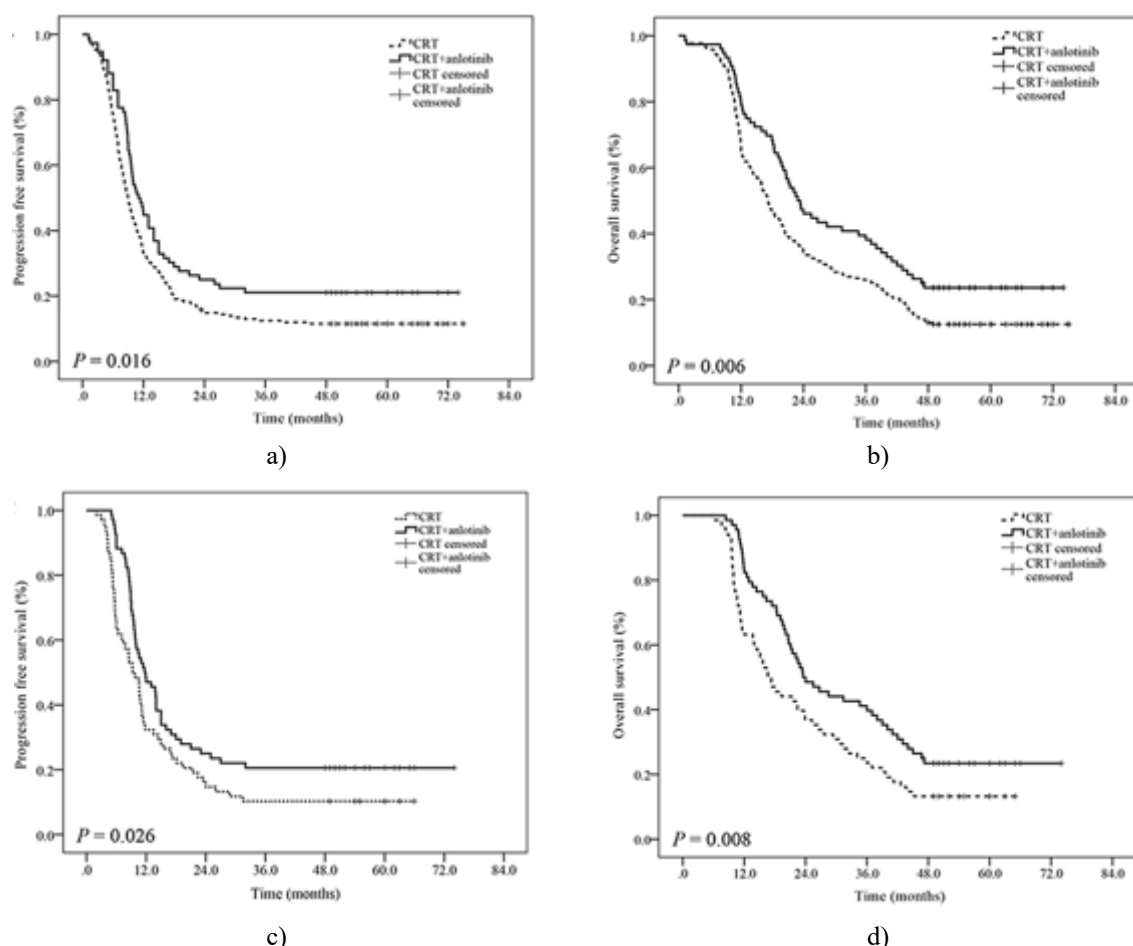 CRT
CRT+anlotinib
CRT censored
CRT+anlotinib
censored
Progression free survival (%)
1.0
0.8
0.6
0.4
0.2
0.0
P = 0.016
.0 12.0 24.0 36.0 48.0 60.0 72.0 84.0
Time (months)
a)
CRT
CRT+anlotinib
CRT censored
CRT+anlotinib
censored
Overall survival (%)
1.0
0.8
0.6
0.4
0.2
0.0
P = 0.006
.0 12.0 24.0 36.0 48.0 60.0 72.0 84.0
Time (months)
b)
CRT
CRT+anlotinib
CRT censored
CRT+anlotinib
censored
Progression free survival (%)
1.0
0.8
0.6
0.4
0.2
0.0
P = 0.026
.0 12.0 24.0 36.0 48.0 60.0 72.0 84.0
Time (months)
c)
CRT
CRT+anlotinib
CRT censored
CRT+anlotinib
censored
Overall survival (%)
1.0
0.8
0.6
0.4
0.2
0.0
P = 0.008
.0 12.0 24.0 36.0 48.0 60.0 72.0 84.0
Time (months)
d)